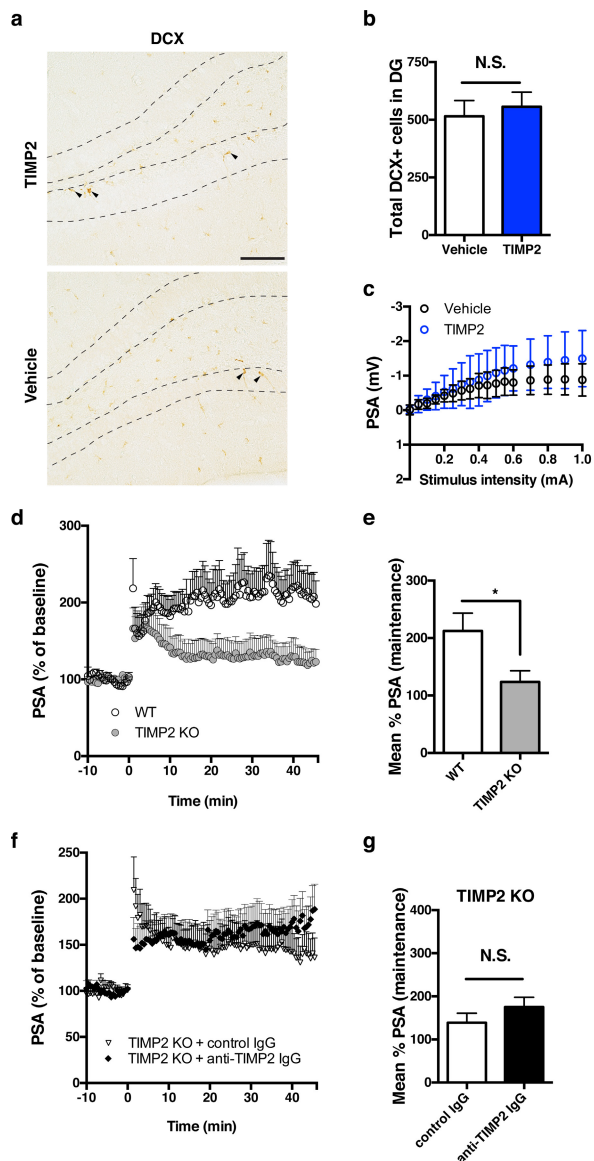 a
DCX
TIMP2
Vehicle
b
Total DCX+ cells in DG
750
500
250
0
N.S.
Vehicle
TIMP2
c
PSA (mV)
-3
-2
-1
0
1
2
Vehicle
TIMP2
0.2 0.4 0.6 0.8 1.0
Stimulus intensity (mA)
d
PSA (% of baseline)
300
200
100
0
WT
TIMP2 KO
-10 0 10 20 30 40
Time (min)
e
Mean % PSA (maintenance)
300
200
100
0
*
WT
TIMP2 KO
f
PSA (% of baseline)
250
200
150
100
50
0
TIMP2 KO + control IgG
TIMP2 KO + anti-TIMP2 IgG
-10 0 10 20 30 40
Time (min)
g
TIMP2 KO
Mean % PSA (maintenance)
400
300
200
100
0
N.S.
control IgG
anti-TIMP2 IgG